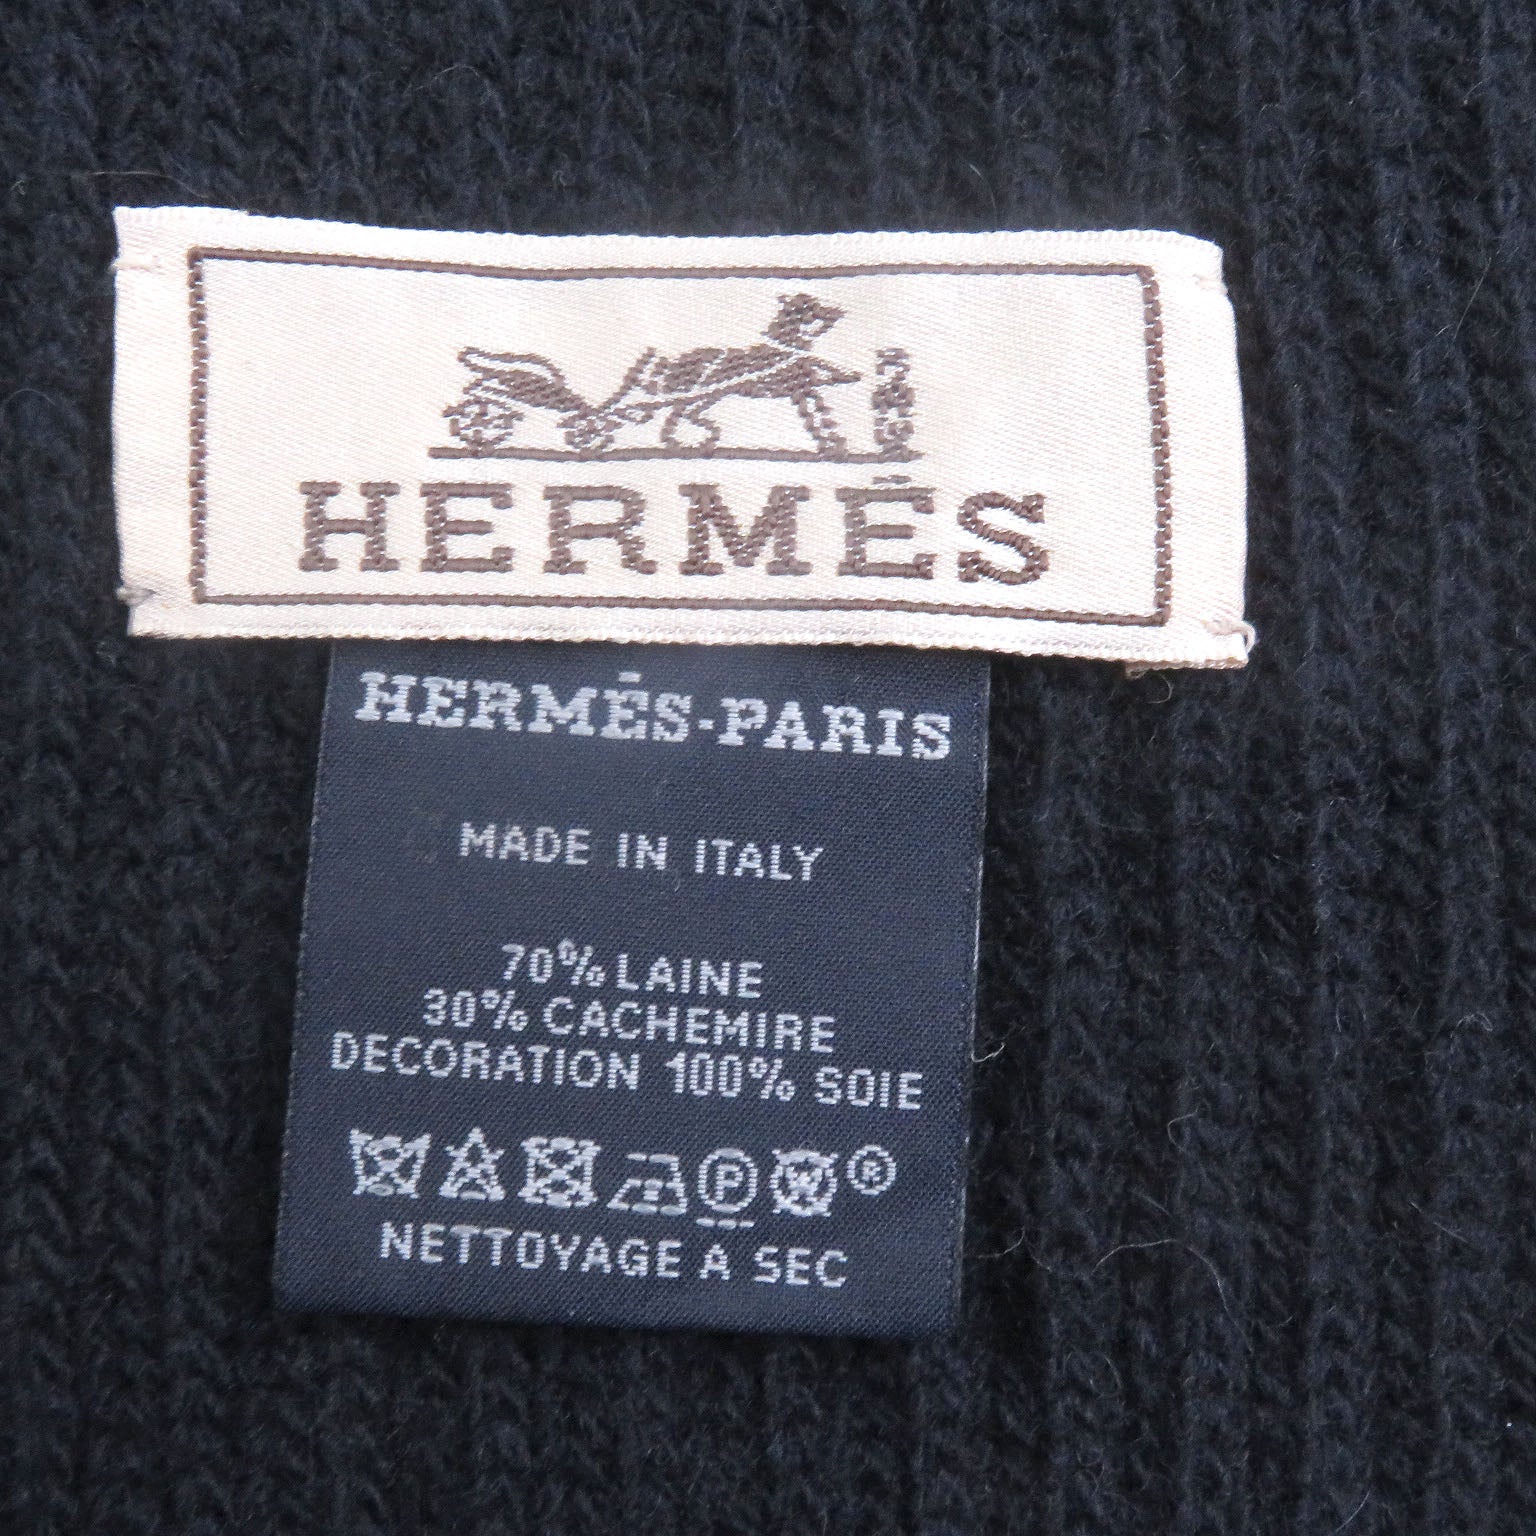 HERMÈS
HERMÈS-PARIS
MADE IN ITALY
70% LAINE
30% CACHEMIRE
DECORATION 100% SOIE
P W ®
NETTOYAGE A SEC